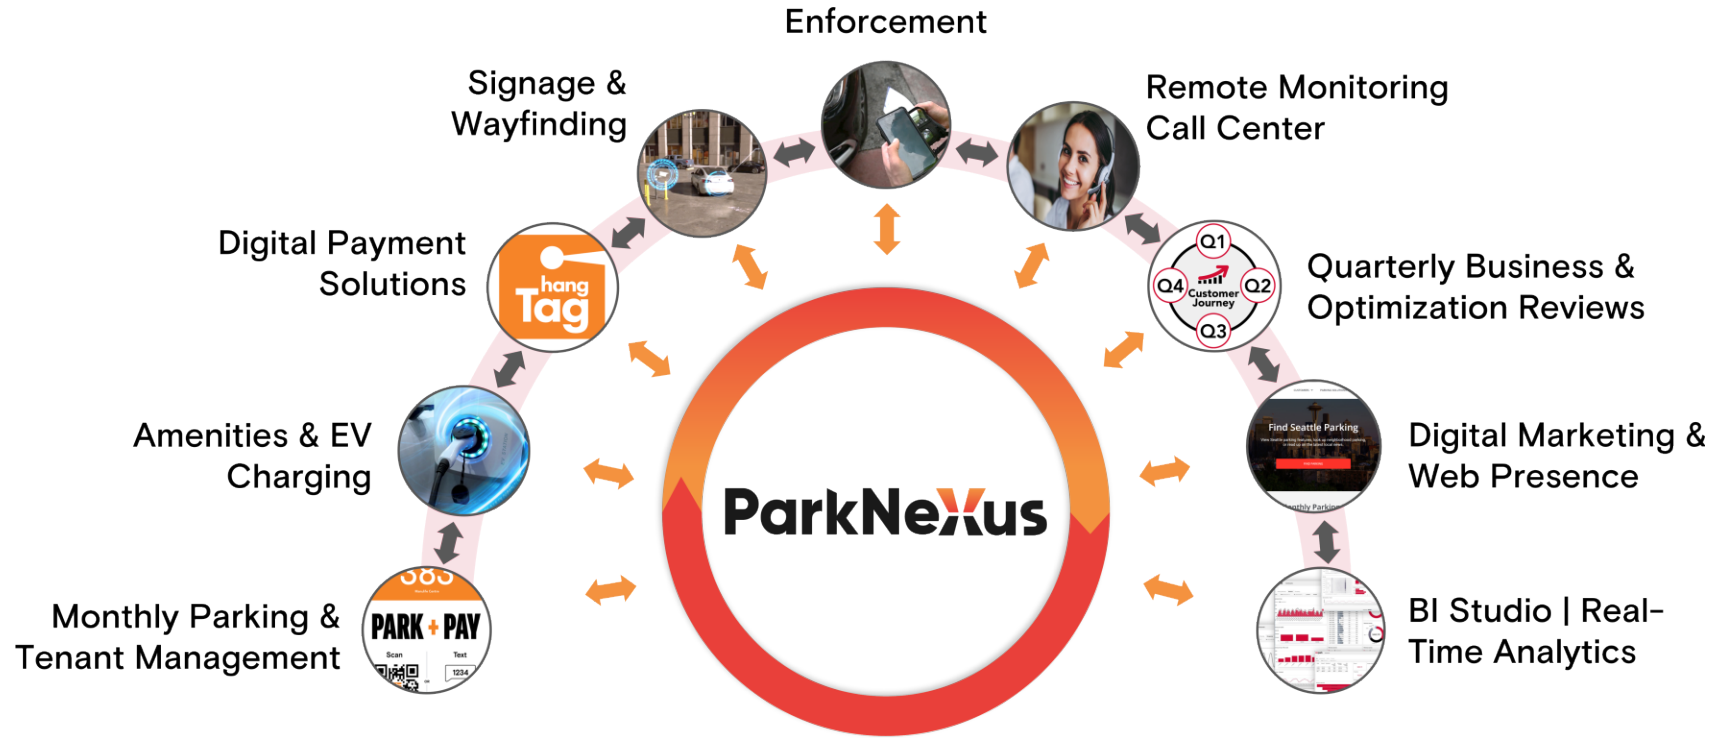 Enforcement
Signage &
Wayfinding
Remote Monitoring
Call Center
Digital Payment
Solutions
hang
Tag
Q1
Q4
Q2
Customer
Journey
Q3
Quarterly Business &
Optimization Reviews
Amenities & EV
Charging
Find Seattle Parking
Digital Marketing &
Web Presence
ParkNeXus
Monthly Parking &
Tenant Management
383
PARK + PAY
Scan
Text
OR
1234
BI Studio | Real-
Time Analytics